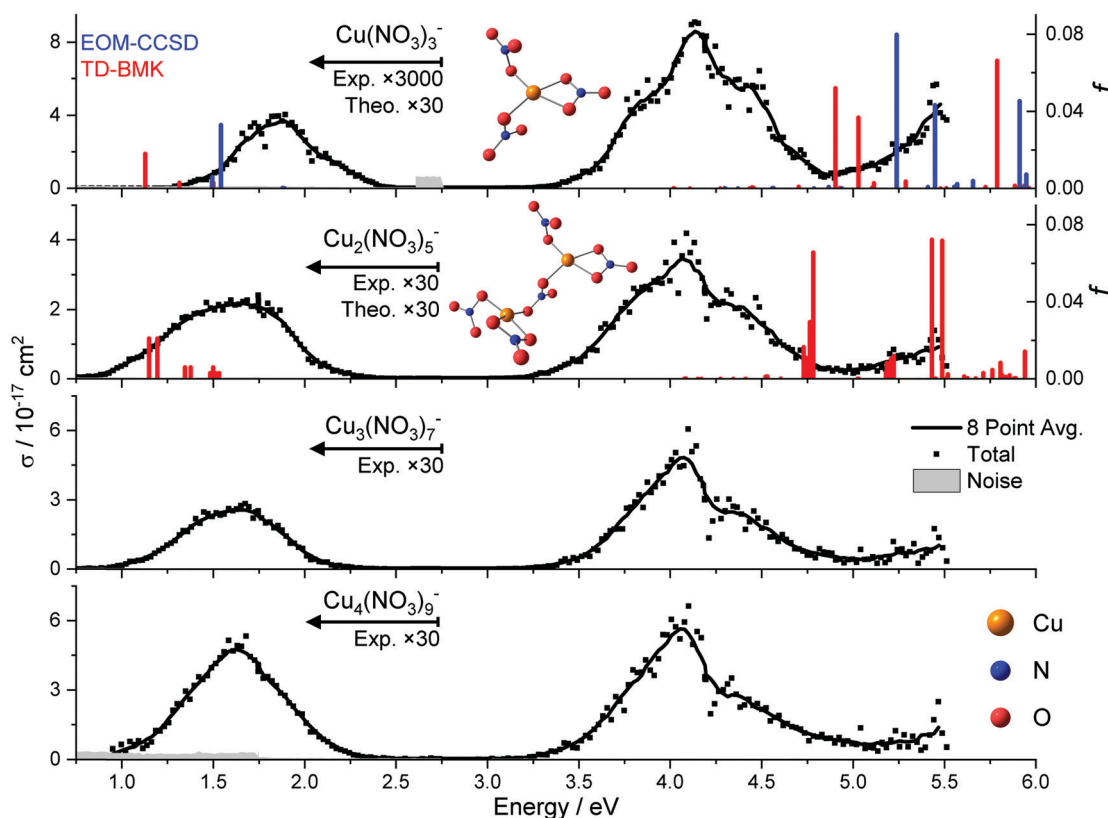 EOM-CCSD
TD-BMK
Cu(NO3)3-
Exp. ×3000
Theo. ×30
8
4
0
0.08
0.04
0.00
f
Cu2(NO3)5-
Exp. ×30
Theo. ×30
4
2
0
0.08
0.04
0.00
f
σ / 10-17 cm2
Cu3(NO3)7-
Exp. ×30
8 Point Avg.
Total
Noise
6
3
0
Cu4(NO3)9-
Exp. ×30
Cu
N
O
6
3
0
1.0 1.5 2.0 2.5 3.0 3.5 4.0 4.5 5.0 5.5 6.0
Energy / eV